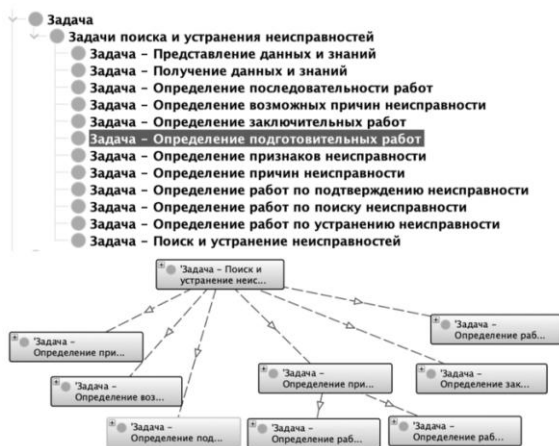 Задача
Задачи поиска и устранения неисправностей
Задача – Представление данных и знаний
Задача – Получение данных и знаний
Задача – Определение последовательности работ
Задача – Определение возможных причин неисправности
Задача – Определение заключительных работ
Задача – Определение подготовительных работ
Задача – Определение признаков неисправности
Задача – Определение причин неисправности
Задача – Определение работ по подтверждению неисправности
Задача – Определение работ по поиску неисправности
Задача – Определение работ по устранению неисправности
Задача – Поиск и устранение неисправностей
'Задача – Поиск и
устранение неис...
'Задача –
Определение раб...
'Задача –
Определение при...
'Задача –
Определение воз...
'Задача –
Определение при...
'Задача –
Определение зак...
'Задача –
Определение под...
'Задача –
Определение раб...
'Задача –
Определение раб...